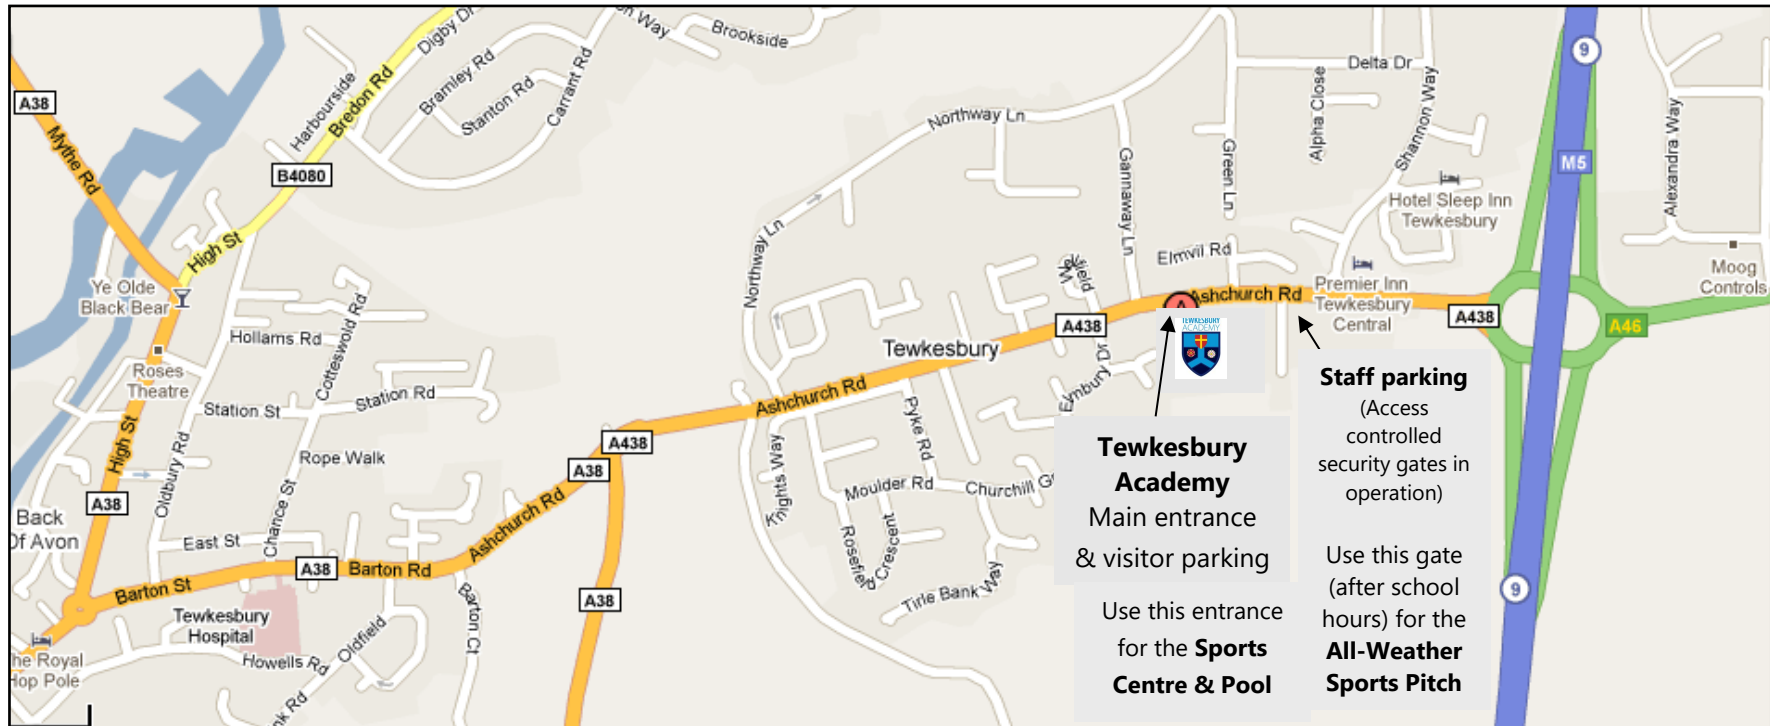 A38
Mythe Rd
Harbourside
Bredon Rd
Digby Dr
Bramley Rd
Stanton Rd
Carrant Rd
Way
Brookside
B4080
High St
Ye Olde
Black Bear
Roses
Theatre
High St
A38
Back
Of Avon
Hollams Rd
Cotteswold Rd
Station St
Station Rd
Oldbury Rd
Rope Walk
Chance St
East St
Barton St
A38
Barton Rd
Tewkesbury
Hospital
Howells Rd
Oldfield
Barton Ct
The Royal
Hop Pole
Ashchurch Rd
A38
A438
A38
Northway Ln
Northway Ln
Gannaway Ln
Green Ln
Delta Dr
Alpha Close
Shannon Way
Hotel Sleep Inn
Tewkesbury
Elmvil Rd
Premier Inn
Tewkesbury
Central
Ashchurch Rd
A
A438
A438
Tewkesbury
Ashchurch Rd
Knights Way
Pyke Rd
Moulder Rd
Rosefield Crescent
Churchill
Tirle Bank Way
9
M5
9
A46
Alexandra Way
Moog
Controls
TEWKESBURY
ACADEMY
Tewkesbury
Academy
Main entrance
& visitor parking
Use this entrance
for the Sports
Centre & Pool
Staff parking
(Access
controlled
security gates in
operation)
Use this gate
(after school
hours) for the
All-Weather
Sports Pitch